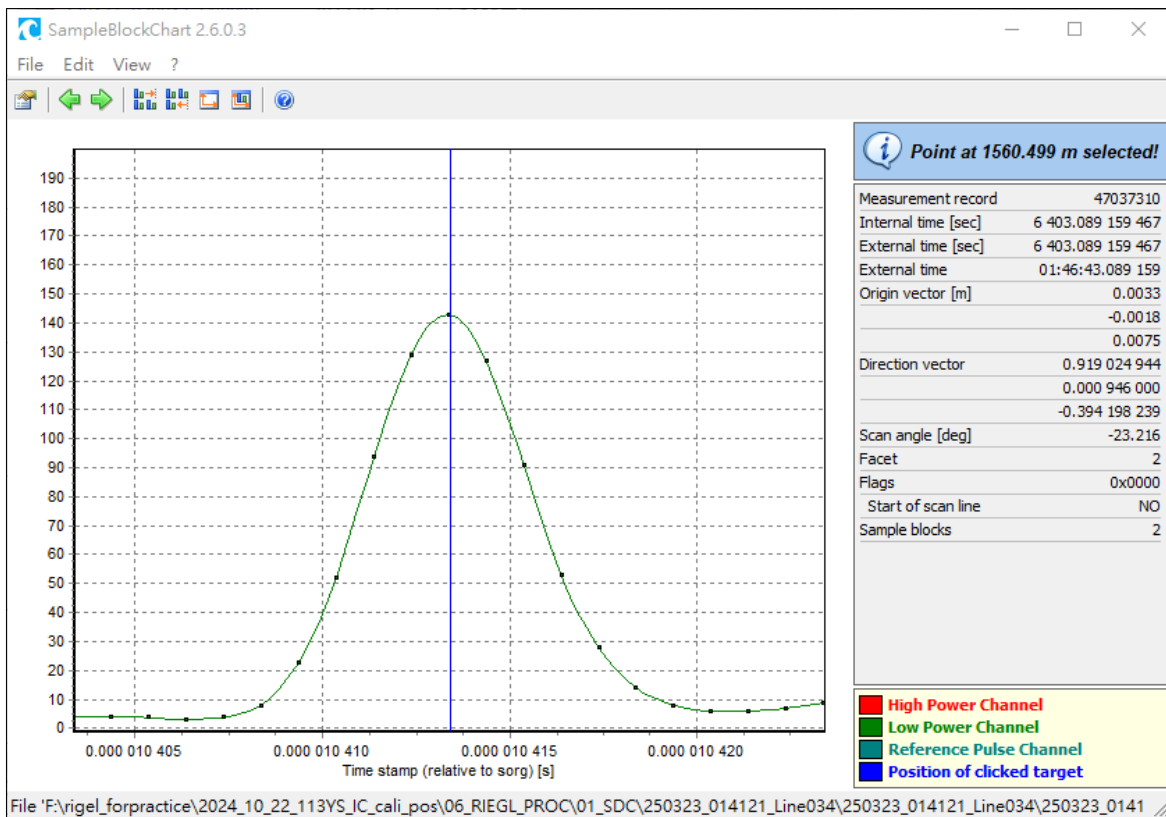 SampleBlockChart 2.6.0.3
File Edit View ?
Point at 1560.499 m selected!
190
180
170
160
150
140
130
120
110
100
90
80
70
60
50
40
30
20
10
0
0.000 010 405 0.000 010 410 0.000 010 415 0.000 010 420
Time stamp (relative to sorg) [s]
Measurement record 47037310
Internal time [sec] 6 403.089 159 467
External time [sec] 6 403.089 159 467
External time 01:46:43.089 159
Origin vector [m] 0.0033
-0.0018
0.0075
Direction vector 0.919 024 944
0.000 946 000
-0.394 198 239
Scan angle [deg] -23.216
Facet 2
Flags 0x0000
Start of scan line NO
Sample blocks 2
High Power Channel
Low Power Channel
Reference Pulse Channel
Position of clicked target
File 'F:\rigel_forpractice\2024_10_22_113YS_IC_cali_pos\06_RIEGL_PROC\01_SDC\250323_014121_Line034\250323_014121_Line034\250323_0141